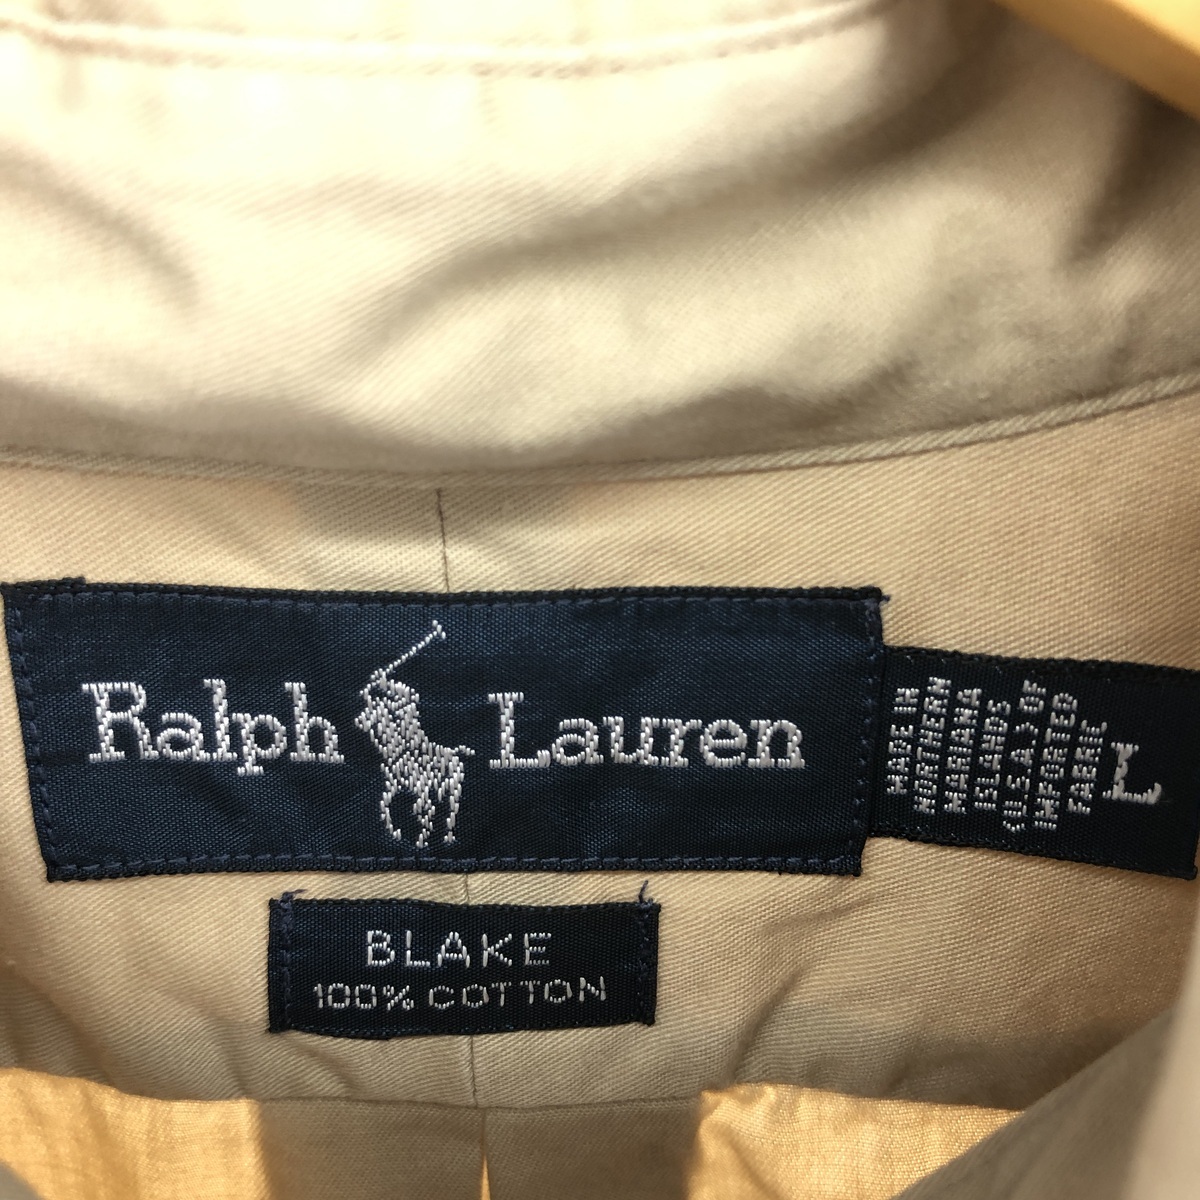 Ralph Lauren
MADE IN
NORTHERN
MARIANA
ISLANDS
(U.S.A.) OF
IMPORTED
FABRIC
L
BLAKE
100% COTTON